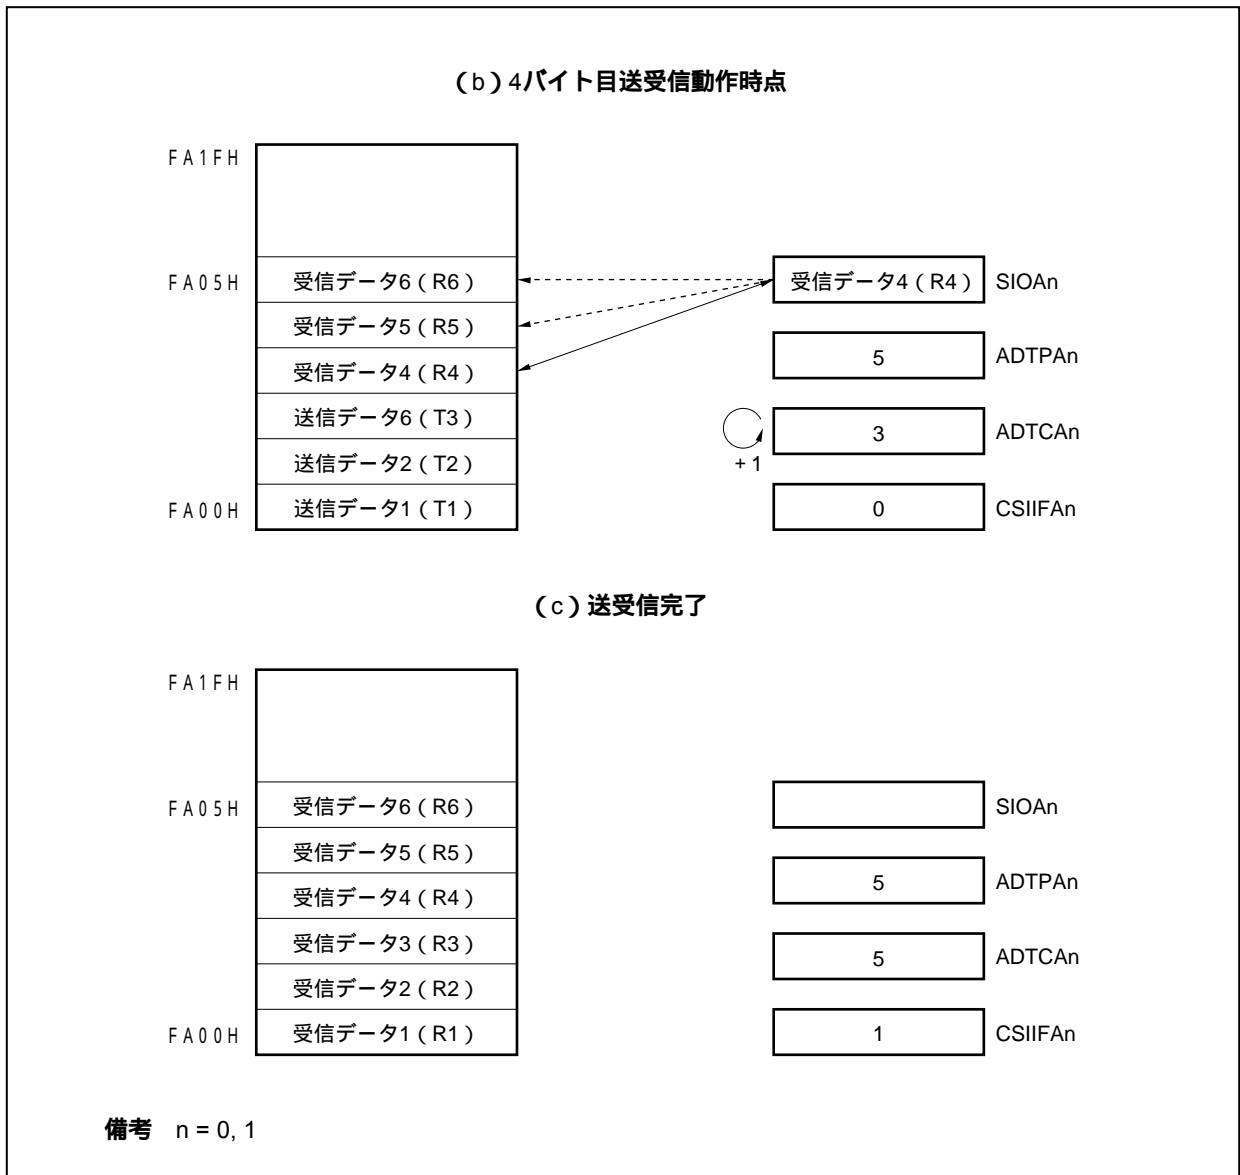 （b）4バイト目送受信動作時点
FA1FH
FA05H 受信データ6（R6） 受信データ4（R4） SIOAn
受信データ5（R5）
受信データ4（R4） 5 ADTPAn
送信データ6（T3） 3 ADTCAn
+1
送信データ2（T2）
FA00H 送信データ1（T1） 0 CSIIFAn
（c）送受信完了
FA1FH
FA05H 受信データ6（R6） SIOAn
受信データ5（R5）
受信データ4（R4） 5 ADTPAn
受信データ3（R3） 5 ADTCAn
受信データ2（R2）
FA00H 受信データ1（R1） 1 CSIIFAn
備考 n = 0, 1